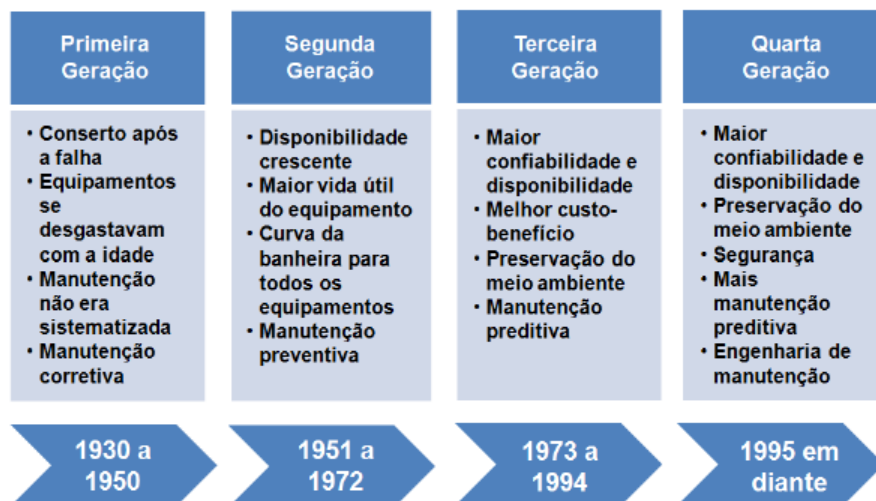 Primeira
Geração
• Conserto após
a falha
• Equipamentos
se
desgastavam
com a idade
• Manutenção
não era
sistematizada
• Manutenção
corretiva
1930 a
1950
Segunda
Geração
• Disponibilidade
crescente
• Maior vida útil
do equipamento
• Curva da
banheira para
todos os
equipamentos
• Manutenção
preventiva
1951 a
1972
Terceira
Geração
• Maior
confiabilidade e
disponibilidade
• Melhor custo-
benefício
• Preservação do
meio ambiente
• Manutenção
preditiva
1973 a
1994
Quarta
Geração
• Maior
confiabilidade e
disponibilidade
• Preservação do
meio ambiente
• Segurança
• Mais
manutenção
preditiva
• Engenharia de
manutenção
1995 em
diante